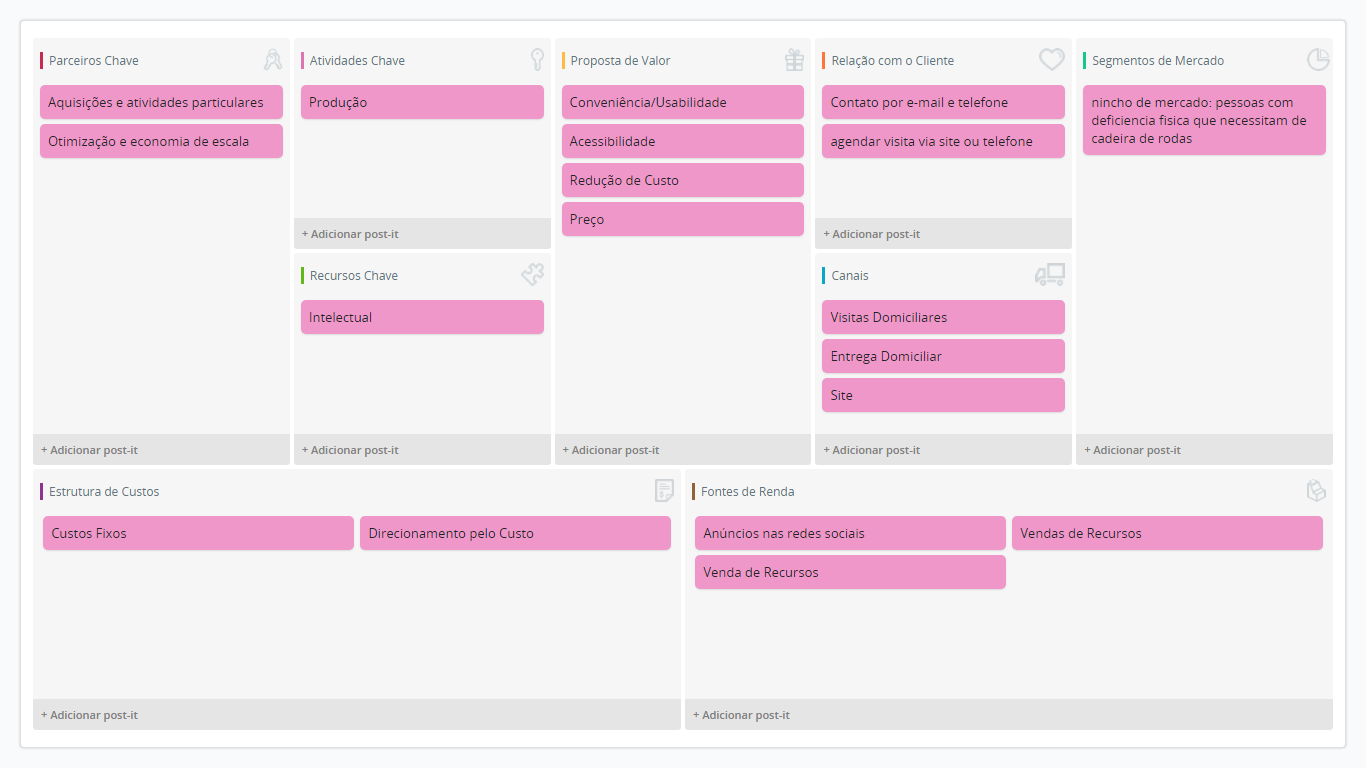 Parceiros Chave
Aquisições e atividades particulares
Otimização e economia de escala
+ Adicionar post-it
Atividades Chave
Produção
+ Adicionar post-it
Recursos Chave
Intelectual
+ Adicionar post-it
Proposta de Valor
Conveniência/Usabilidade
Acessibilidade
Redução de Custo
Preço
+ Adicionar post-it
Relação com o Cliente
Contato por e-mail e telefone
agendar visita via site ou telefone
+ Adicionar post-it
Canais
Visitas Domiciliares
Entrega Domiciliar
Site
+ Adicionar post-it
Segmentos de Mercado
nincho de mercado: pessoas com
deficiencia fisica que necessitam de
cadeira de rodas
+ Adicionar post-it
Estrutura de Custos
Custos Fixos
Direcionamento pelo Custo
+ Adicionar post-it
Fontes de Renda
Anúncios nas redes sociais
Vendas de Recursos
Venda de Recursos
+ Adicionar post-it